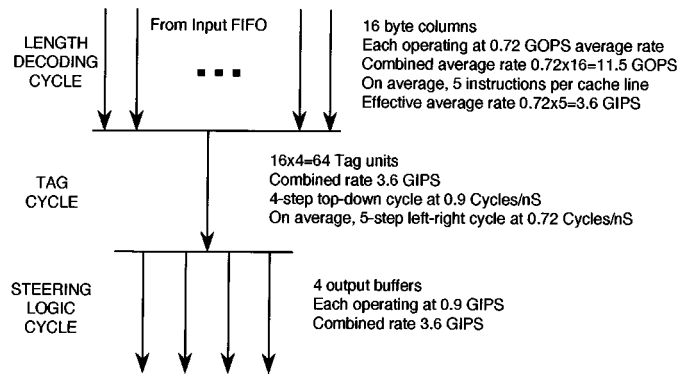 From Input FIFO
LENGTH
DECODING
CYCLE
16 byte columns
Each operating at 0.72 GOPS average rate
Combined average rate 0.72x16=11.5 GOPS
On average, 5 instructions per cache line
Effective average rate 0.72x5=3.6 GIPS
TAG
CYCLE
16x4=64 Tag units
Combined rate 3.6 GIPS
4-step top-down cycle at 0.9 Cycles/nS
On average, 5-step left-right cycle at 0.72 Cycles/nS
STEERING
LOGIC
CYCLE
4 output buffers
Each operating at 0.9 GIPS
Combined rate 3.6 GIPS